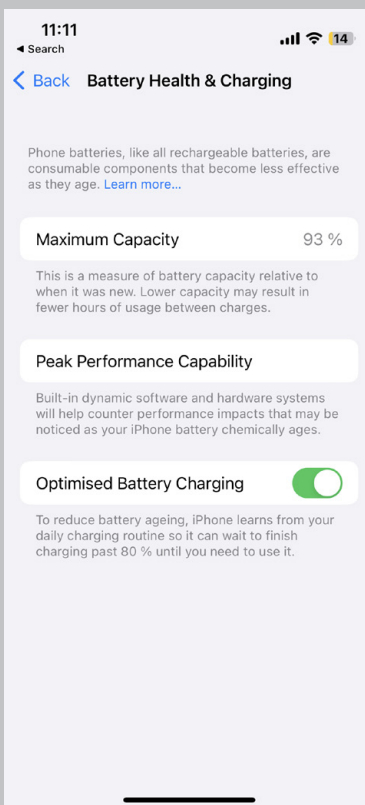 11:11
◀ Search
14
Back
Battery Health & Charging
Phone batteries, like all rechargeable batteries, are
consumable components that become less effective
as they age. Learn more...
Maximum Capacity 93 %
This is a measure of battery capacity relative to
when it was new. Lower capacity may result in
fewer hours of usage between charges.
Peak Performance Capability
Built-in dynamic software and hardware systems
will help counter performance impacts that may be
noticed as your iPhone battery chemically ages.
Optimised Battery Charging
To reduce battery ageing, iPhone learns from your
daily charging routine so it can wait to finish
charging past 80 % until you need to use it.